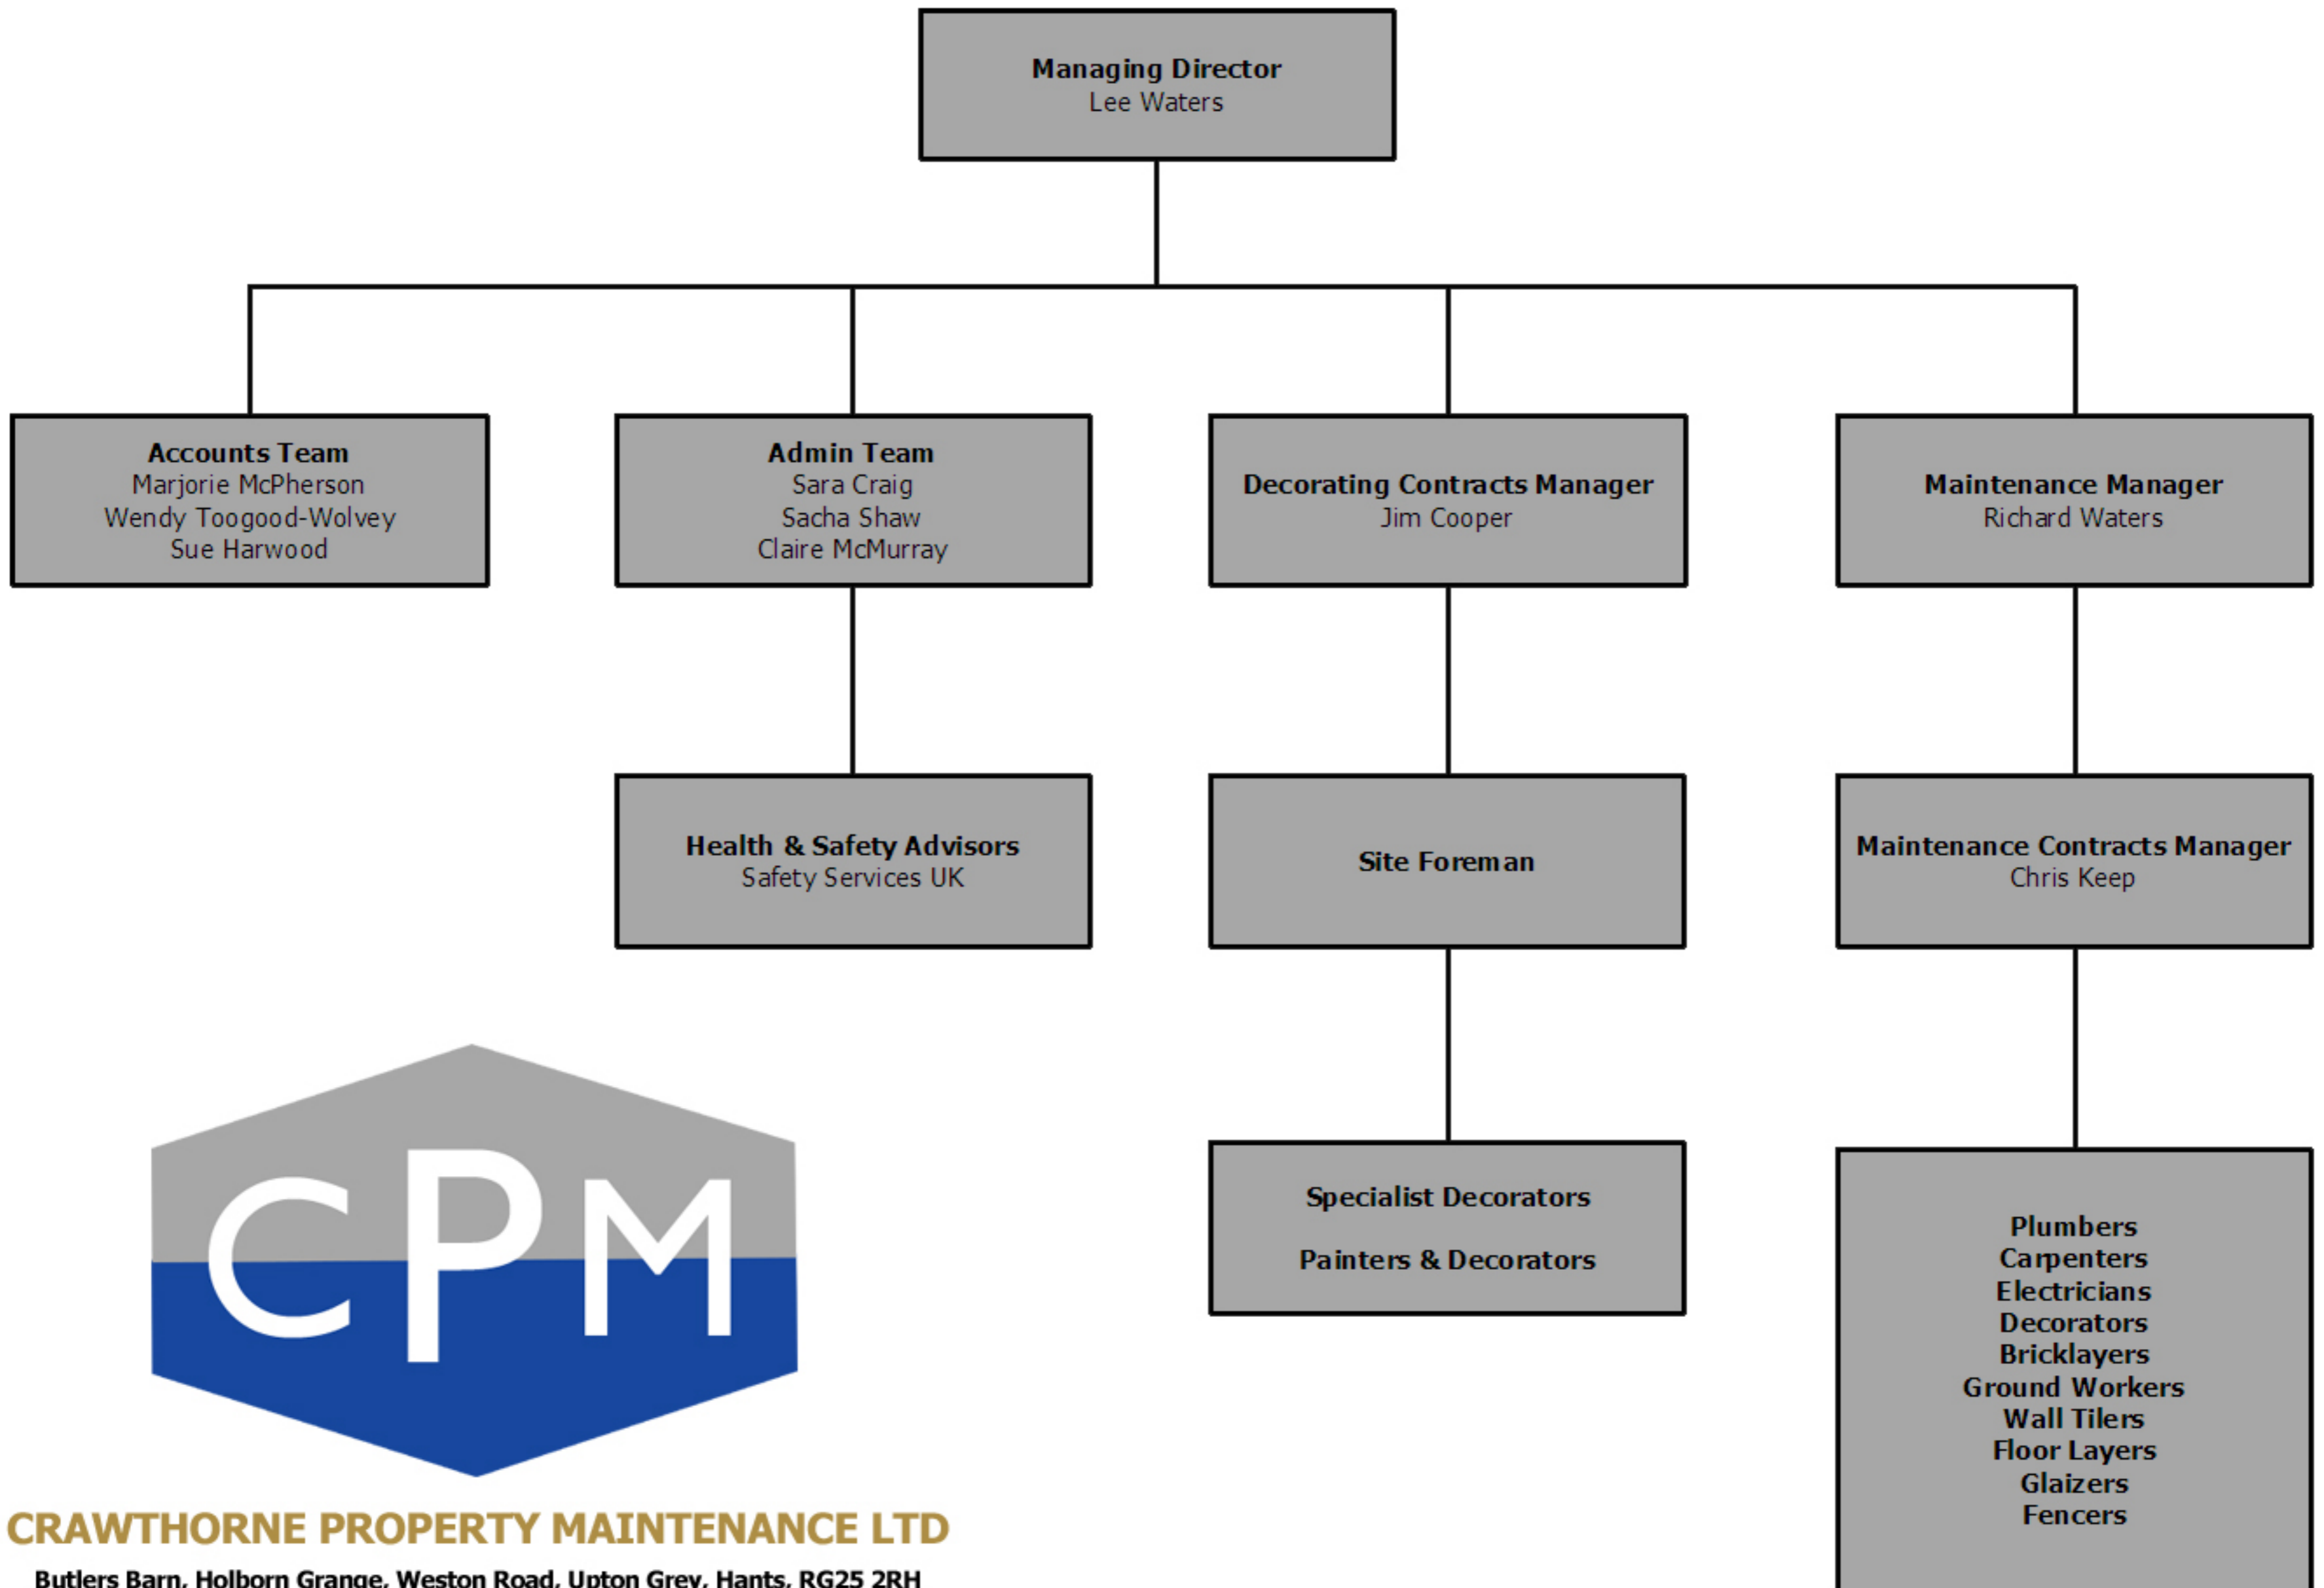 Managing Director
Lee Waters
Accounts Team
Marjorie McPherson
Wendy Toogood-Wolvey
Sue Harwood
Admin Team
Sara Craig
Sacha Shaw
Claire McMurray
Decorating Contracts Manager
Jim Cooper
Maintenance Manager
Richard Waters
Health & Safety Advisors
Safety Services UK
Site Foreman
Maintenance Contracts Manager
Chris Keep
Specialist Decorators
Painters & Decorators
Plumbers
Carpenters
Electricians
Decorators
Bricklayers
Ground Workers
Wall Tilers
Floor Layers
Glaizers
Fencers
CPM
CRAWTHORNE PROPERTY MAINTENANCE LTD
Butlers Barn, Holborn Grange, Weston Road, Upton Grey, Hants, RG25 2RH